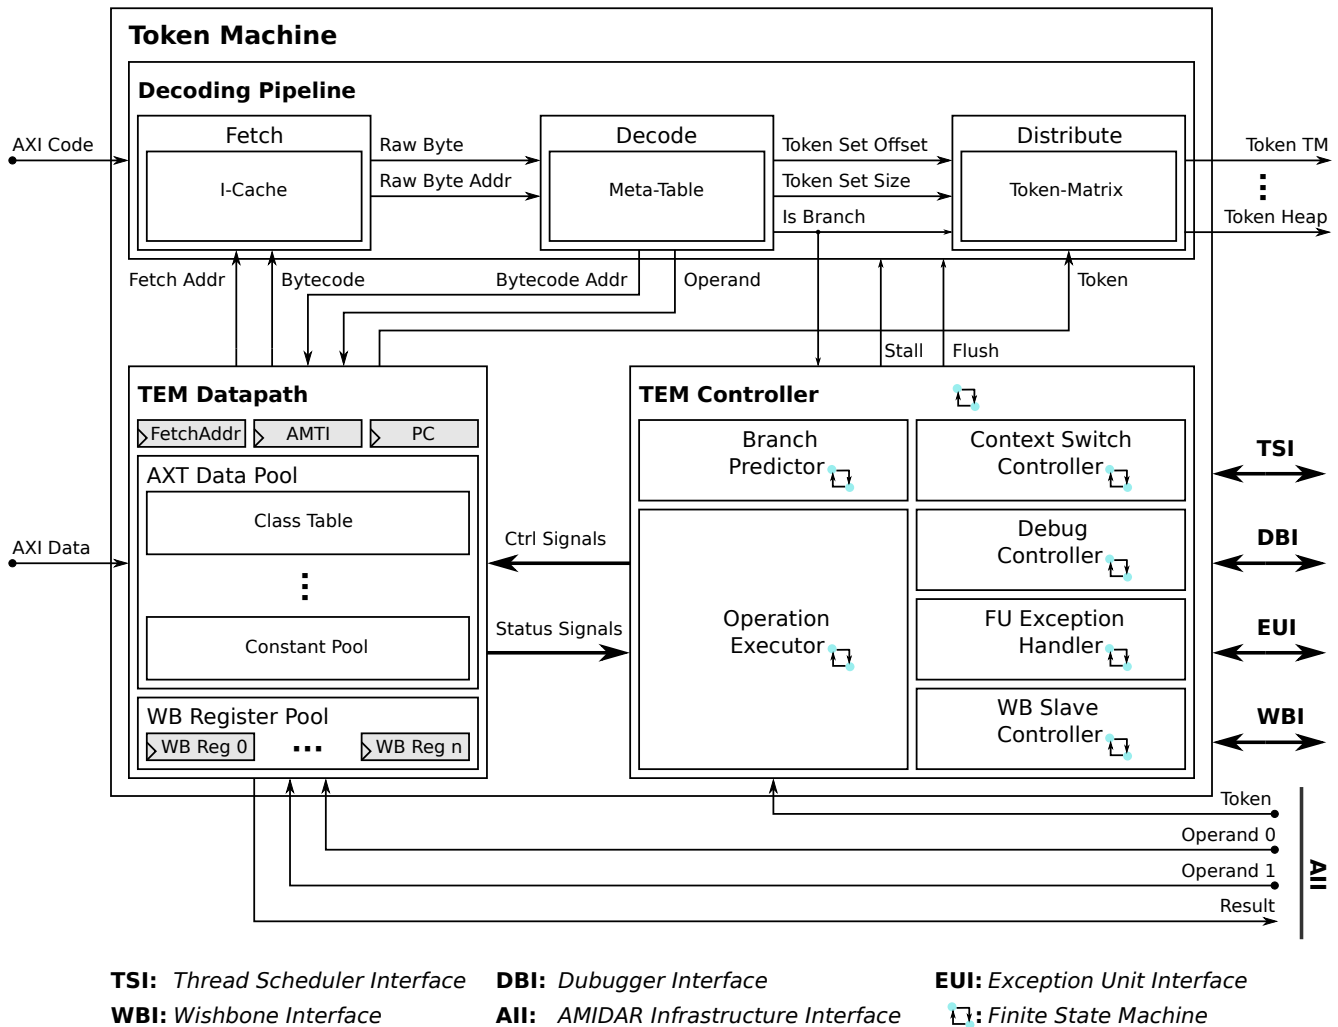 Token Machine
Decoding Pipeline
AXI Code
Fetch
I-Cache
Raw Byte
Raw Byte Addr
Decode
Meta-Table
Token Set Offset
Token Set Size
Is Branch
Distribute
Token-Matrix
Token TM
Token Heap
Fetch Addr
Bytecode
Bytecode Addr
Operand
Token
Stall
Flush
TEM Datapath
FetchAddr
AMTI
PC
AXT Data Pool
Class Table
Constant Pool
AXI Data
WB Register Pool
WB Reg 0
WB Reg n
Ctrl Signals
Status Signals
TEM Controller
Branch
Predictor
Context Switch
Controller
Operation
Executor
Debug
Controller
FU Exception
Handler
WB Slave
Controller
TSI
DBI
EUI
WBI
Token
Operand 0
Operand 1
Result
AII
TSI: Thread Scheduler Interface
DBI: Dubugger Interface
EUI: Exception Unit Interface
WBI: Wishbone Interface
AII: AMIDAR Infrastructure Interface
: Finite State Machine